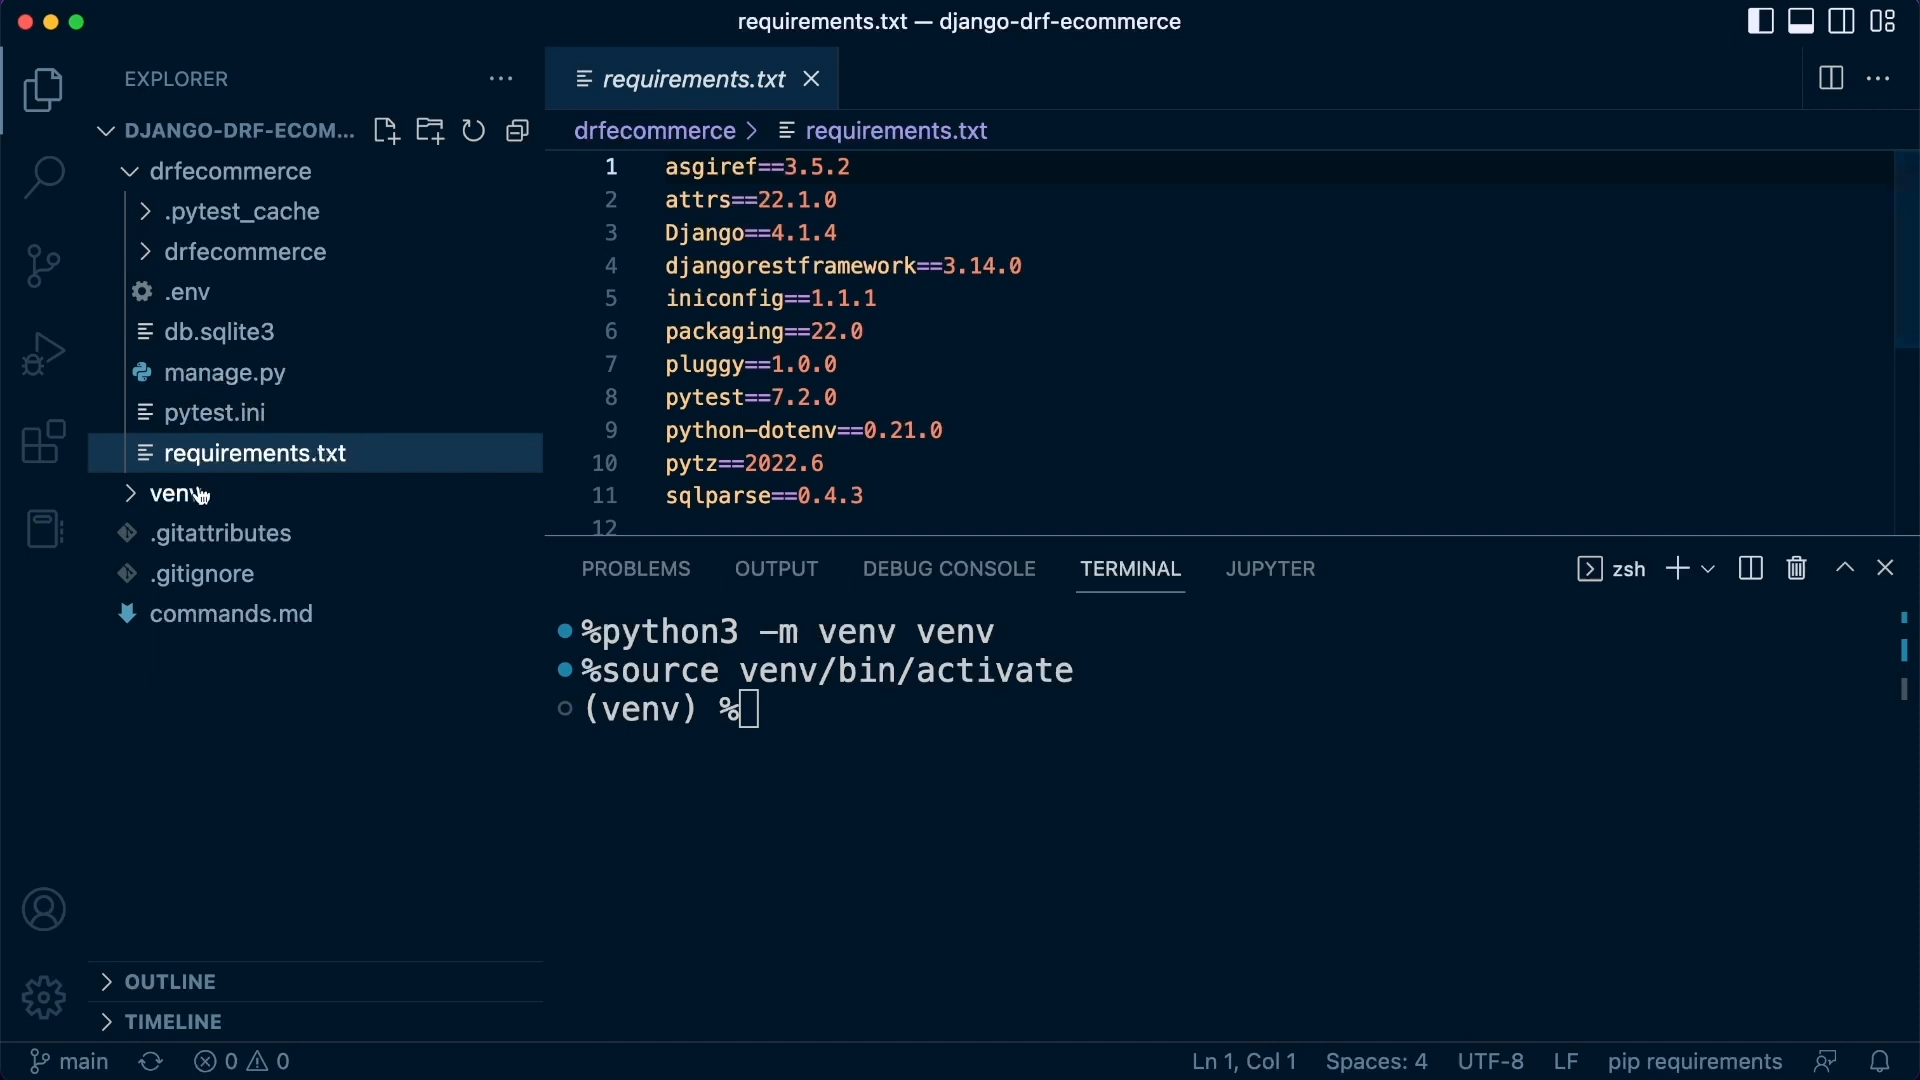 requirements.txt — django-drf-ecommerce
EXPLORER
DJANGO-DRF-ECOM...
drfecommerce
.pytest_cache
drfecommerce
.env
db.sqlite3
manage.py
pytest.ini
requirements.txt
venv
.gitattributes
.gitignore
commands.md
OUTLINE
TIMELINE
requirements.txt
drfecommerce > requirements.txt
1 asgiref==3.5.2
2 attrs==22.1.0
3 Django==4.1.4
4 djangorestframework==3.14.0
5 iniconfig==1.1.1
6 packaging==22.0
7 pluggy==1.0.0
8 pytest==7.2.0
9 python-dotenv==0.21.0
10 pytz==2022.6
11 sqlparse==0.4.3
12
PROBLEMS OUTPUT DEBUG CONSOLE TERMINAL JUPYTER zsh
%python3 -m venv venv
%source venv/bin/activate
(venv) %
main 0 0 Ln 1, Col 1 Spaces: 4 UTF-8 LF pip requirements